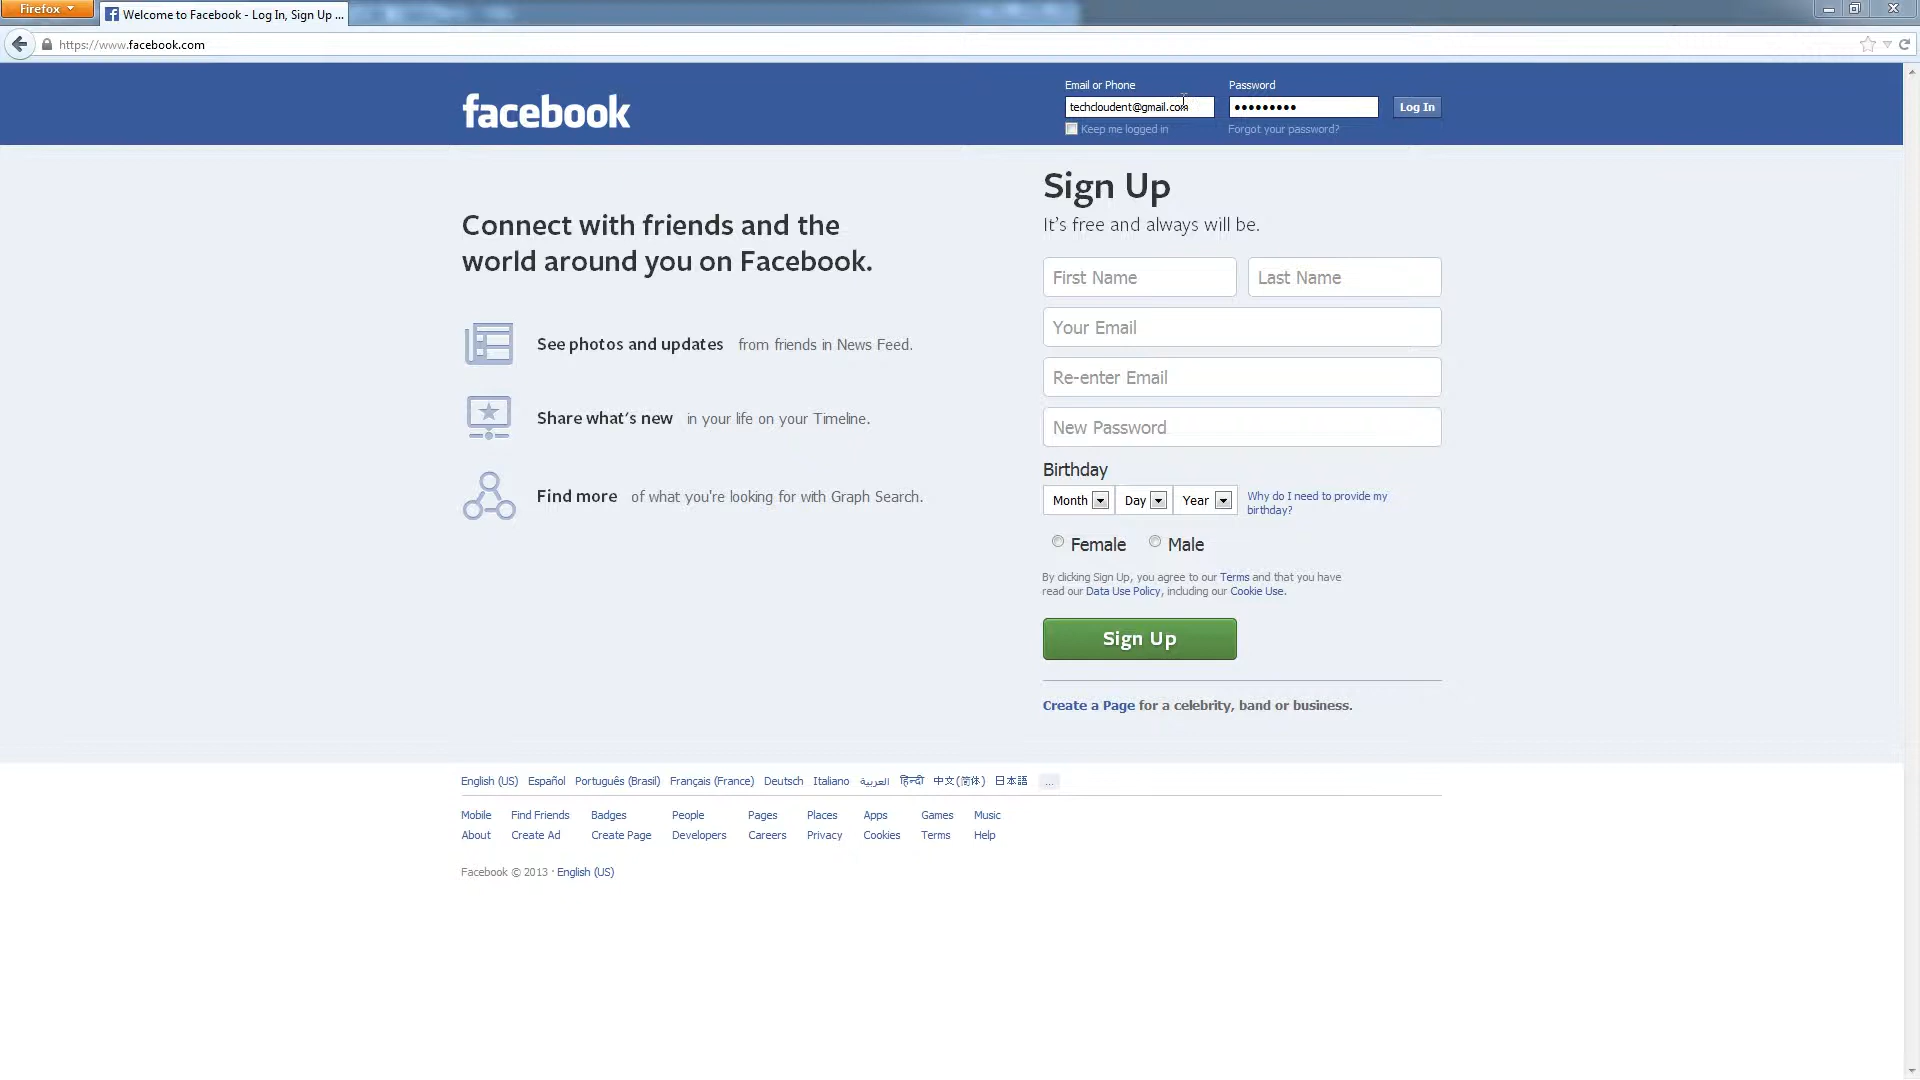 Firefox
Welcome to Facebook - Log In, Sign Up ...
https://www.facebook.com
facebook
Email or Phone
Password
techcloudent@gmail.com
•••••••••
Log In
Keep me logged in
Forgot your password?
Connect with friends and the
world around you on Facebook.
See photos and updates from friends in News Feed.
Share what's new in your life on your Timeline.
Find more of what you're looking for with Graph Search.
Sign Up
It's free and always will be.
First Name
Last Name
Your Email
Re-enter Email
New Password
Birthday
Month
Day
Year
Why do I need to provide my
birthday?
Female
Male
By clicking Sign Up, you agree to our Terms and that you have
read our Data Use Policy, including our Cookie Use.
Sign Up
Create a Page for a celebrity, band or business.
English (US) Español Português (Brasil) Français (France) Deutsch Italiano العربية हिन्दी 中文(简体) 日本語 ...
Mobile Find Friends Badges People Pages Places Apps Games Music
About Create Ad Create Page Developers Careers Privacy Cookies Terms Help
Facebook © 2013 · English (US)